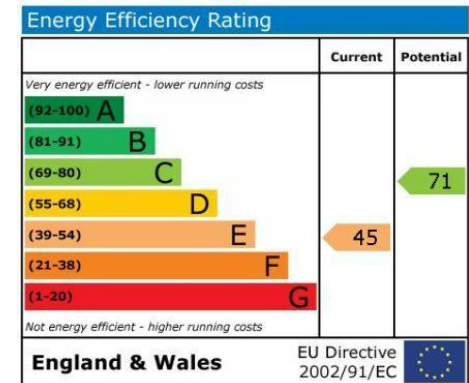 Energy Efficiency Rating
Current Potential
Very energy efficient - lower running costs
(92-100) A
(81-91) B
(69-80) C
71
(55-68) D
(39-54) E
45
(21-38) F
(1-20) G
Not energy efficient - higher running costs
England & Wales
EU Directive
2002/91/EC